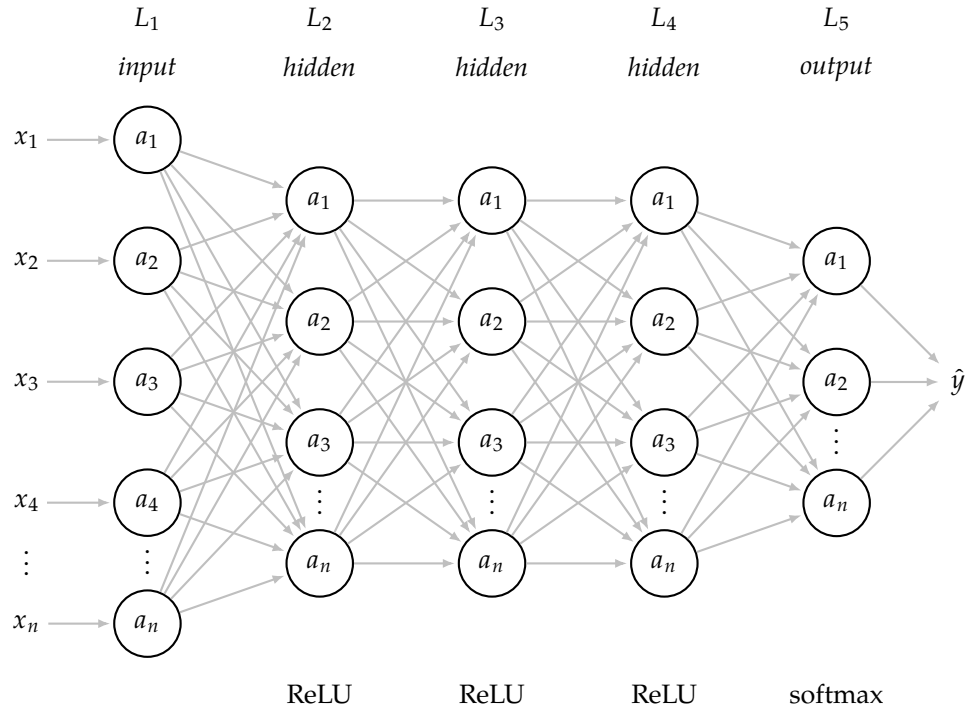 L₁ L₂ L₃ L₄ L₅
input hidden hidden hidden output
x₁ a₁
a₁ a₁ a₁
x₂ a₂ a₁
a₂ a₂ a₂
x₃ a₃ a₂ ŷ
a₃ a₃ a₃
⋮
x₄ a₄ ⋮ ⋮ ⋮ aₙ
⋮ ⋮ aₙ aₙ aₙ
xₙ aₙ
ReLU ReLU ReLU softmax